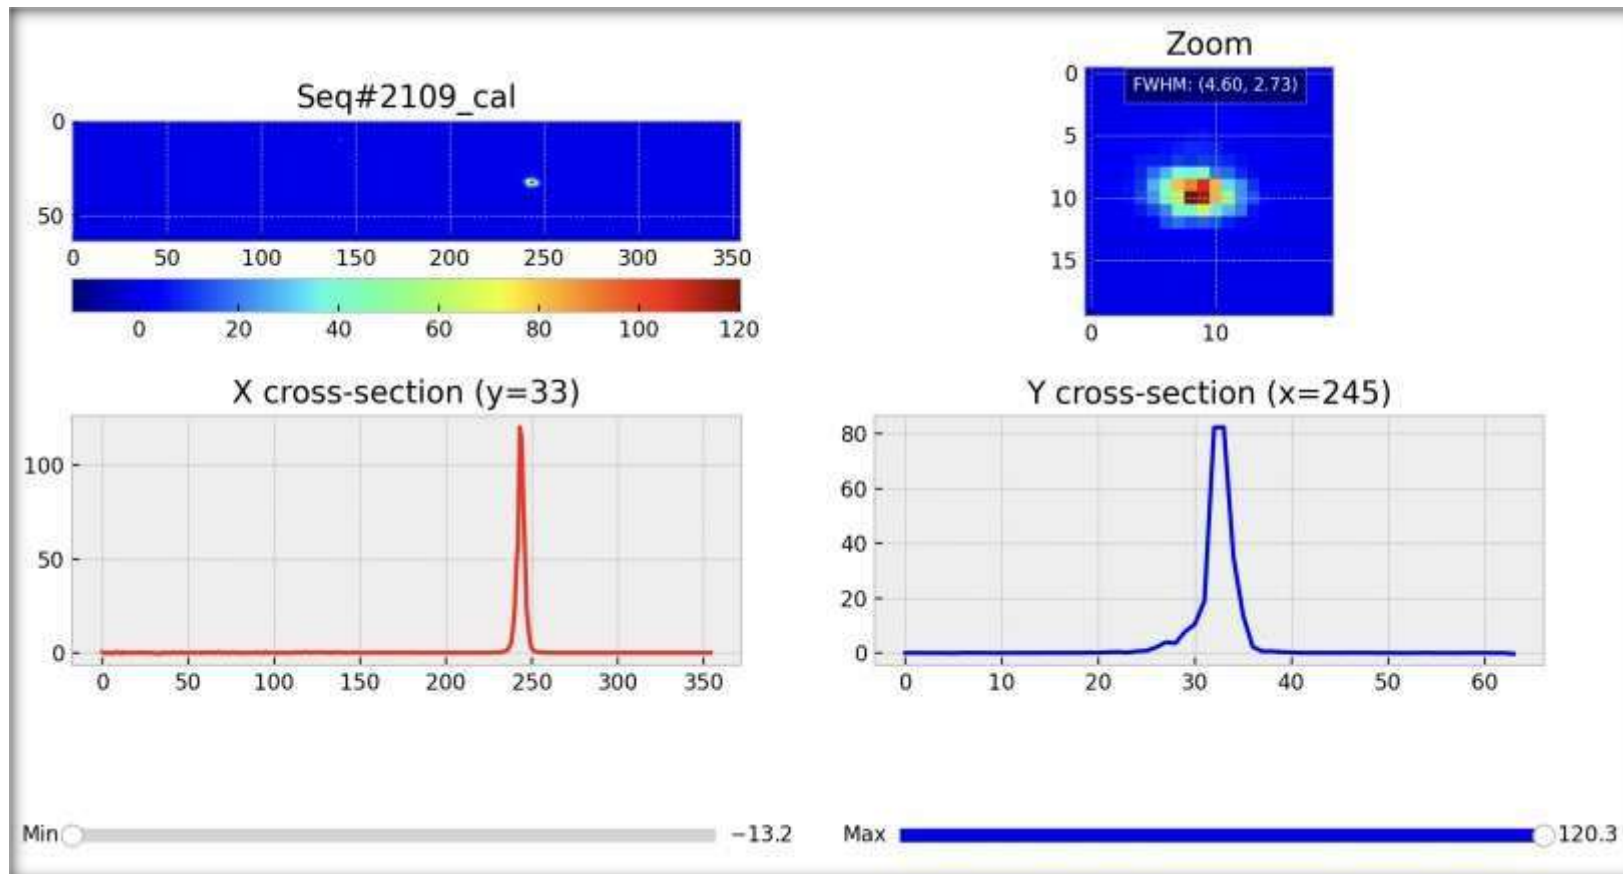 Seq#2109_cal
0
50
0 50 100 150 200 250 300 350
0 20 40 60 80 100 120
Zoom
FWHM: (4.60, 2.73)
0
5
10
15
0 10
X cross-section (y=33)
100
50
0
0 50 100 150 200 250 300 350
Y cross-section (x=245)
80
60
40
20
0
0 10 20 30 40 50 60
Min −13.2
Max 120.3